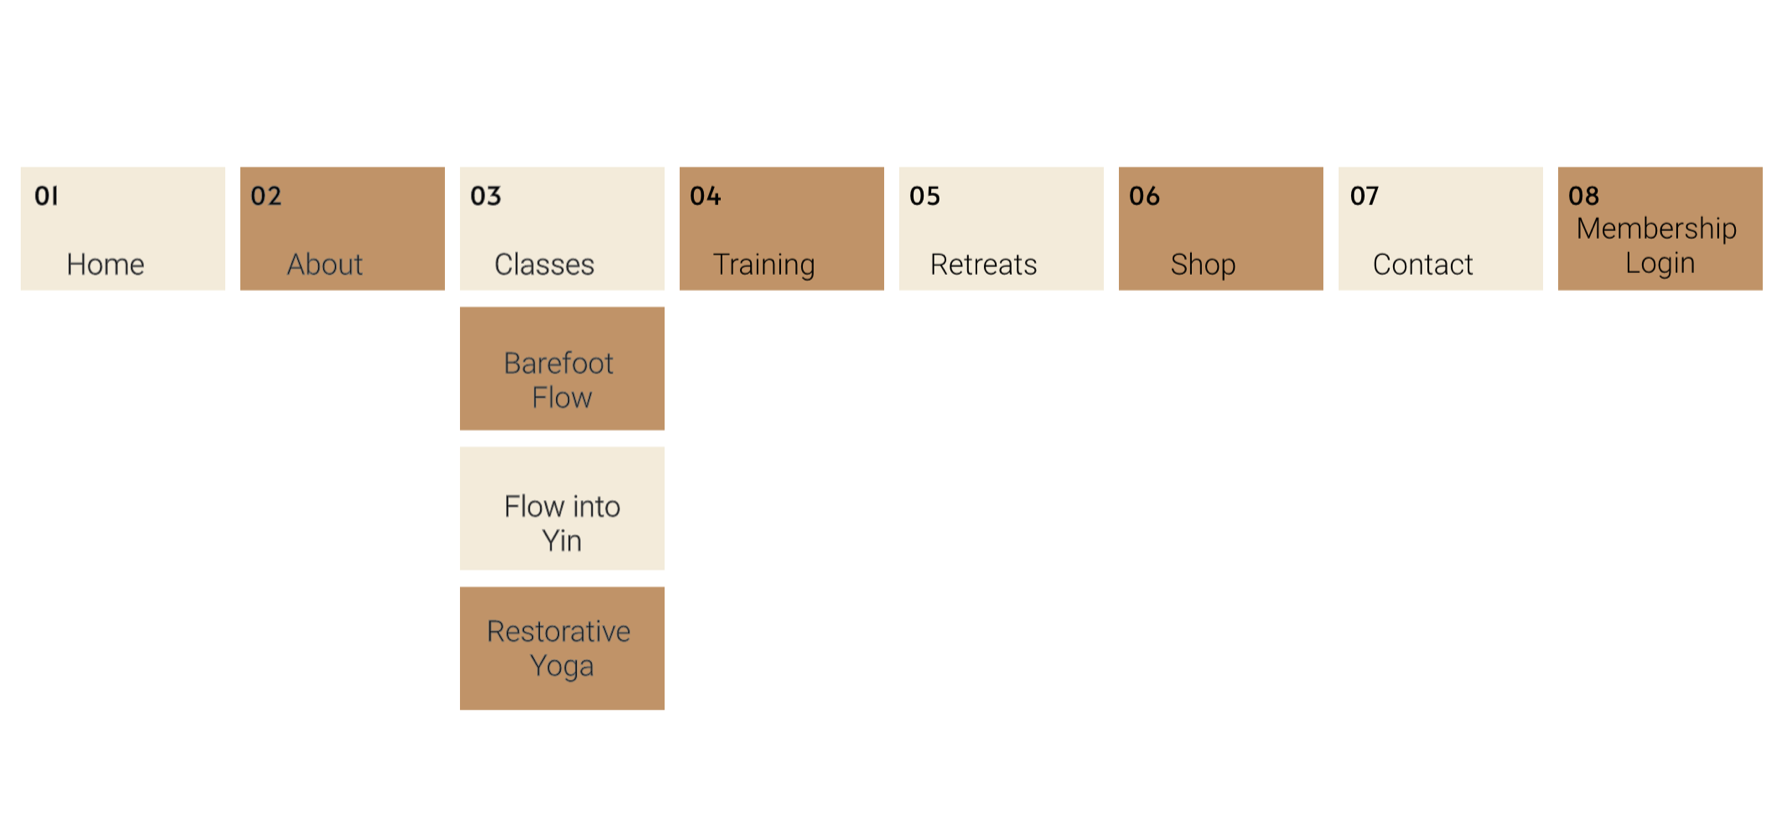 01
Home
02
About
03
Classes
04
Training
05
Retreats
06
Shop
07
Contact
08
Membership
Login
Barefoot
Flow
Flow into
Yin
Restorative
Yoga